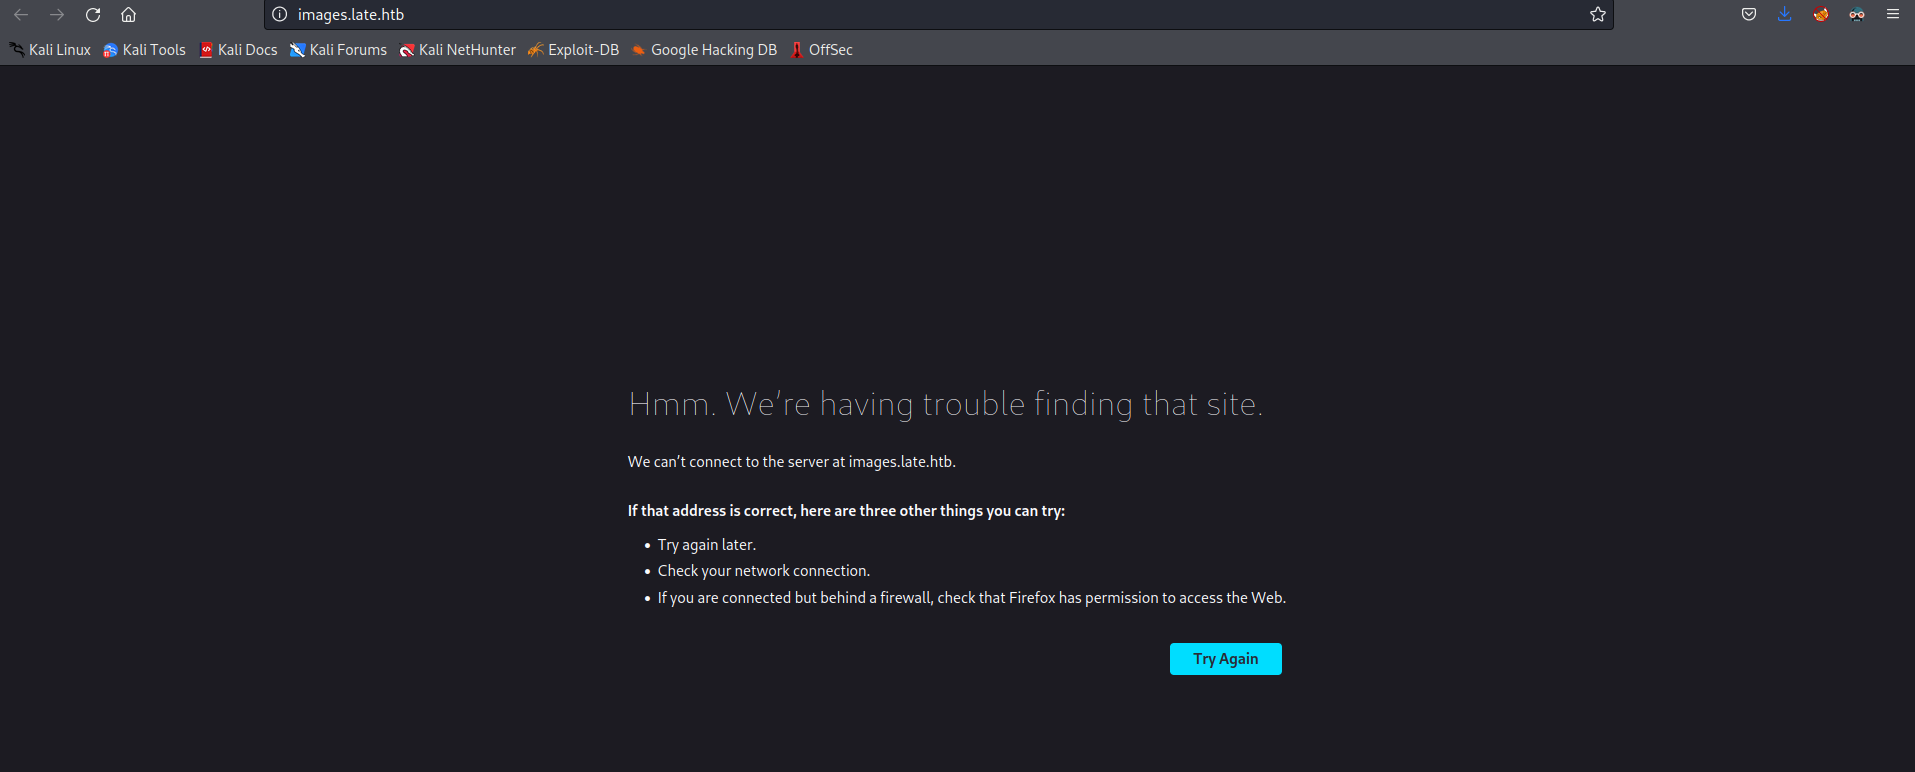 images.late.htb
Kali Linux Kali Tools Kali Docs Kali Forums Kali NetHunter Exploit-DB Google Hacking DB OffSec
Hmm. We’re having trouble finding that site.
We can’t connect to the server at images.late.htb.
If that address is correct, here are three other things you can try:
• Try again later.
• Check your network connection.
• If you are connected but behind a firewall, check that Firefox has permission to access the Web.
Try Again